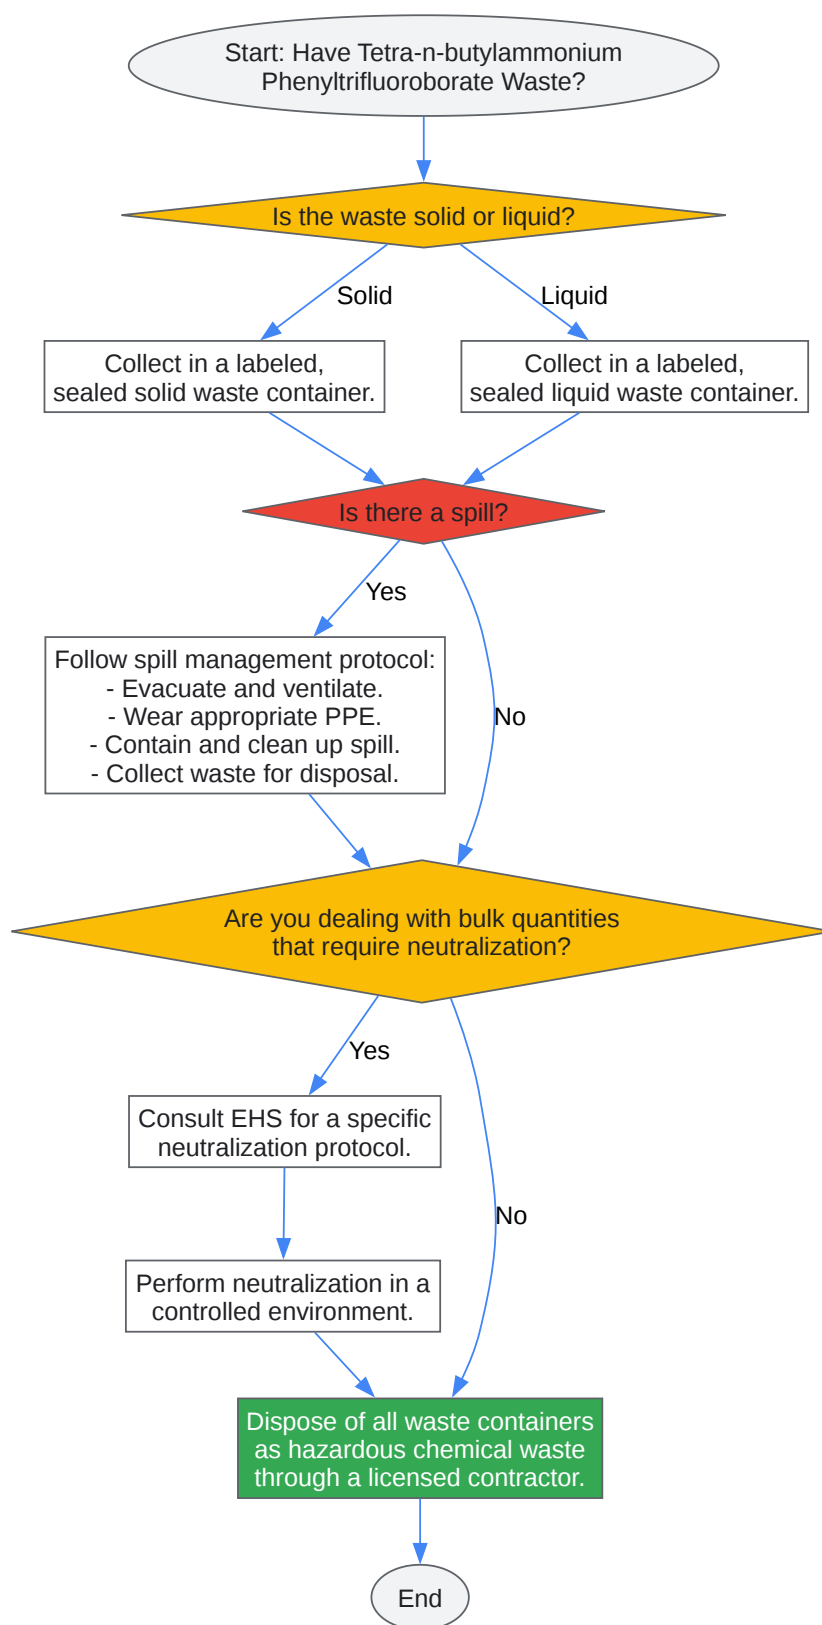 Start: Have Tetra-n-butylammonium
Phenyltrifluoroborate Waste?
Is the waste solid or liquid?
Solid
Liquid
Collect in a labeled,
sealed solid waste container.
Collect in a labeled,
sealed liquid waste container.
Is there a spill?
Yes
Follow spill management protocol:
- Evacuate and ventilate.
- Wear appropriate PPE.
- Contain and clean up spill.
- Collect waste for disposal.
No
Are you dealing with bulk quantities
that require neutralization?
Yes
Consult EHS for a specific
neutralization protocol.
No
Perform neutralization in a
controlled environment.
Dispose of all waste containers
as hazardous chemical waste
through a licensed contractor.
End